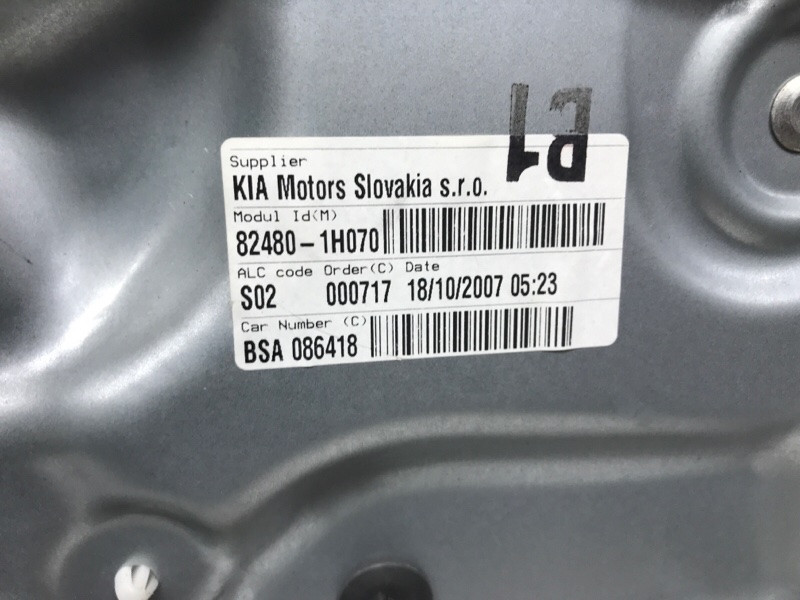 B1
Supplier
KIA Motors Slovakia s.r.o.
Modul Id(M)
82480-1H070
ALC code Order(C) Date
S02 000717 18/10/2007 05:23
Car Number (C)
BSA 086418